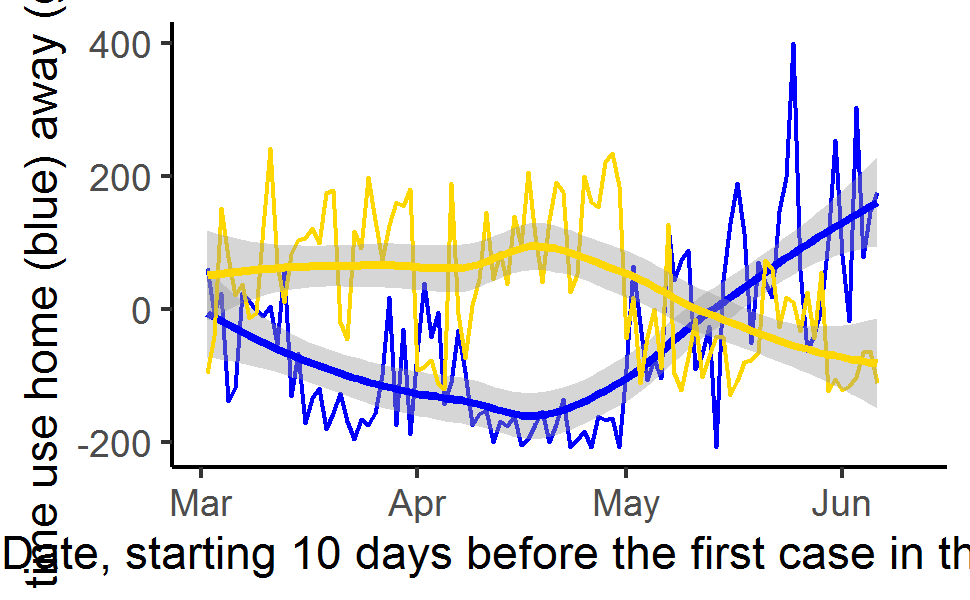 time use home (blue) away (
400
200
0
-200
Mar Apr May Jun
Date, starting 10 days before the first case in th